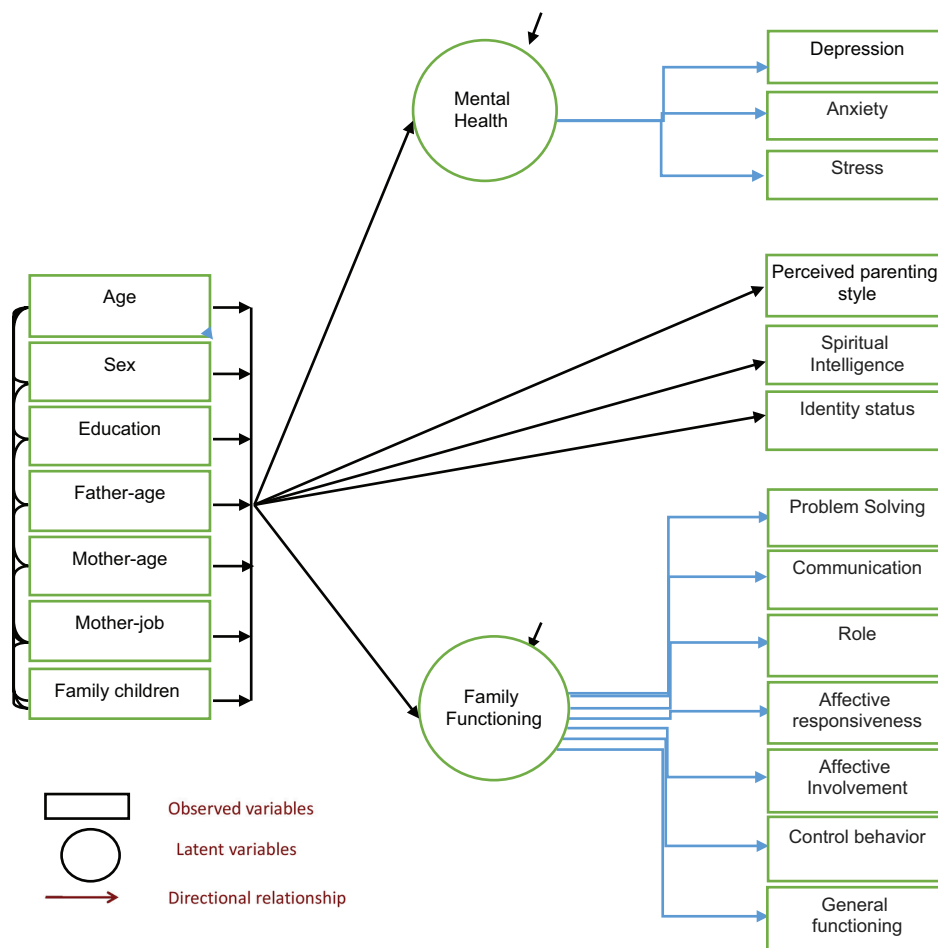 Mental
Health
Depression
Anxiety
Stress
Age
Sex
Education
Father-age
Mother-age
Mother-job
Family children
Perceived parenting
style
Spiritual
Intelligence
Identity status
Family
Functioning
Problem Solving
Communication
Role
Affective
responsiveness
Affective
Involvement
Control behavior
General
functioning
Observed variables
Latent variables
Directional relationship